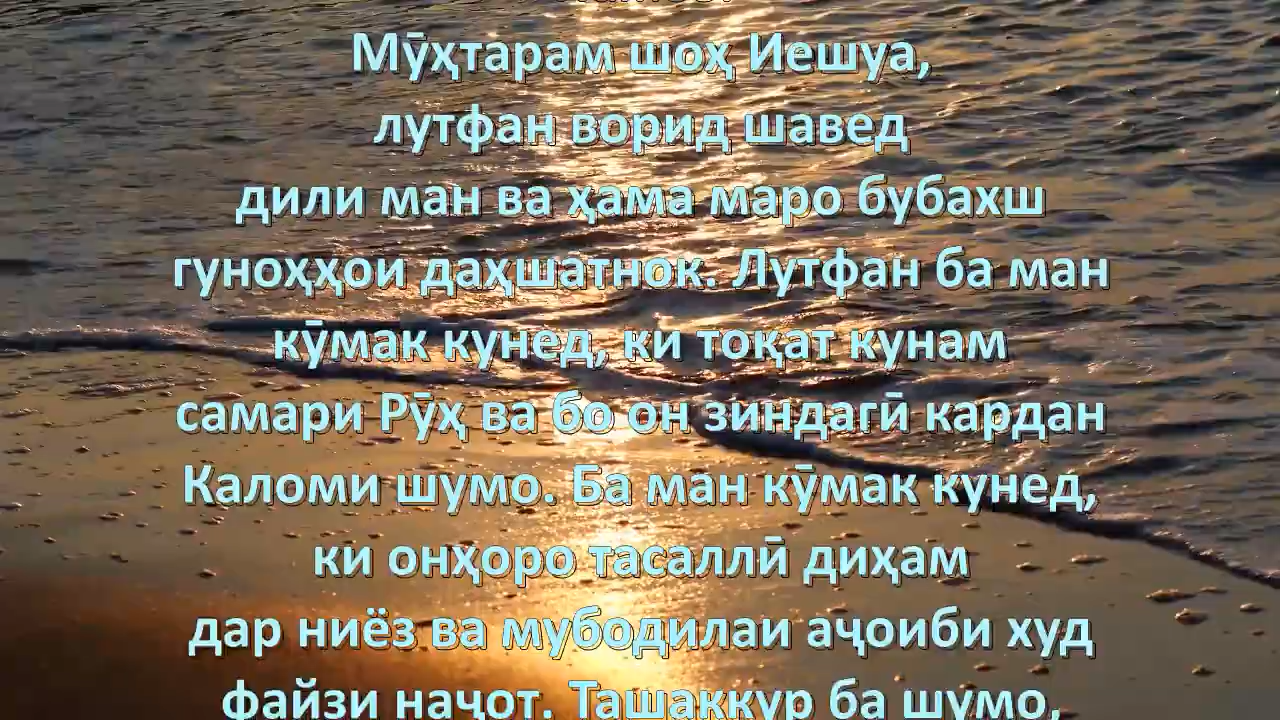 Мӯҳтарам шоҳ Иешуа,
лутфан ворид шавед
дили ман ва ҳама маро бубахш
гуноҳҳои даҳшатнок. Лутфан ба ман
кӯмак кунед, ки тоқат кунам
самари Рӯҳ ва бо он зиндагӣ кардан
Каломи шумо. Ба ман кӯмак кунед,
ки онҳоро тасаллӣ диҳам
дар ниёз ва мубодилаи аҷоиби худ
файзи наҷот. Ташаккур ба шумо,